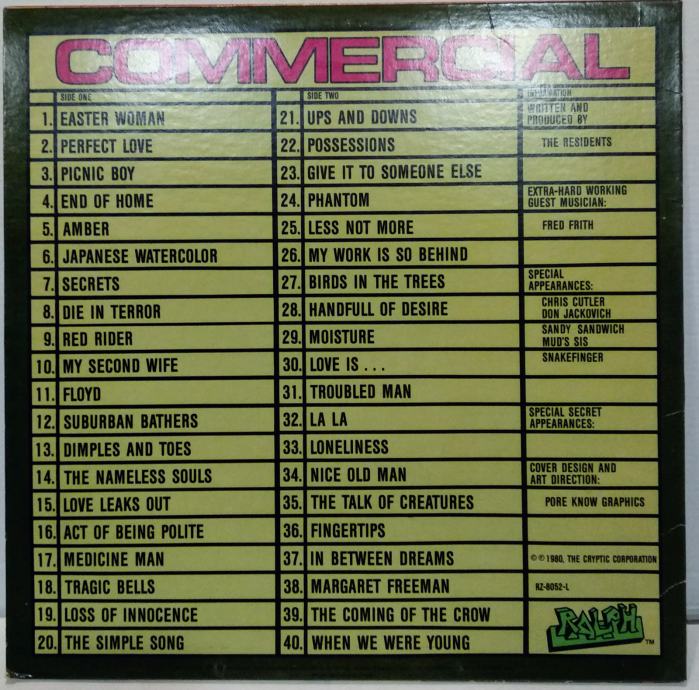 COMMERCIAL
SIDE ONE
1. EASTER WOMAN
2. PERFECT LOVE
3. PICNIC BOY
4. END OF HOME
5. AMBER
6. JAPANESE WATERCOLOR
7. SECRETS
8. DIE IN TERROR
9. RED RIDER
10. MY SECOND WIFE
11. FLOYD
12. SUBURBAN BATHERS
13. DIMPLES AND TOES
14. THE NAMELESS SOULS
15. LOVE LEAKS OUT
16. ACT OF BEING POLITE
17. MEDICINE MAN
18. TRAGIC BELLS
19. LOSS OF INNOCENCE
20. THE SIMPLE SONG
SIDE TWO
21. UPS AND DOWNS
22. POSSESSIONS
23. GIVE IT TO SOMEONE ELSE
24. PHANTOM
25. LESS NOT MORE
26. MY WORK IS SO BEHIND
27. BIRDS IN THE TREES
28. HANDFULL OF DESIRE
29. MOISTURE
30. LOVE IS . . .
31. TROUBLED MAN
32. LA LA
33. LONELINESS
34. NICE OLD MAN
35. THE TALK OF CREATURES
36. FINGERTIPS
37. IN BETWEEN DREAMS
38. MARGARET FREEMAN
39. THE COMING OF THE CROW
40. WHEN WE WERE YOUNG
INFORMATION
WRITTEN AND
PRODUCED BY
THE RESIDENTS
EXTRA-HARD WORKING
GUEST MUSICIAN:
FRED FRITH
SPECIAL
APPEARANCES:
CHRIS CUTLER
DON JACKOVICH
SANDY SANDWICH
MUD'S SIS
SNAKEFINGER
SPECIAL SECRET
APPEARANCES:
COVER DESIGN AND
ART DIRECTION:
PORE KNOW GRAPHICS
© ℗ 1980, THE CRYPTIC CORPORATION
RZ-8052-L
RALPH
TM